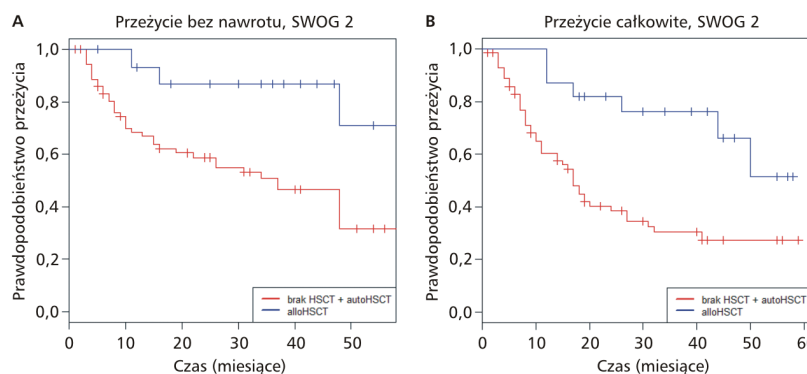 A
Przeżycie bez nawrotu, SWOG 2
Prawdopodobieństwo przeżycia
1,0
0,8
0,6
0,4
0,2
0,0
brak HSCT + autoHSCT
alloHSCT
0 10 20 30 40 50
Czas (miesiące)
B
Przeżycie całkowite, SWOG 2
Prawdopodobieństwo przeżycia
1,0
0,8
0,6
0,4
0,2
0,0
brak HSCT + autoHSCT
alloHSCT
0 10 20 30 40 50
Czas (miesiące)